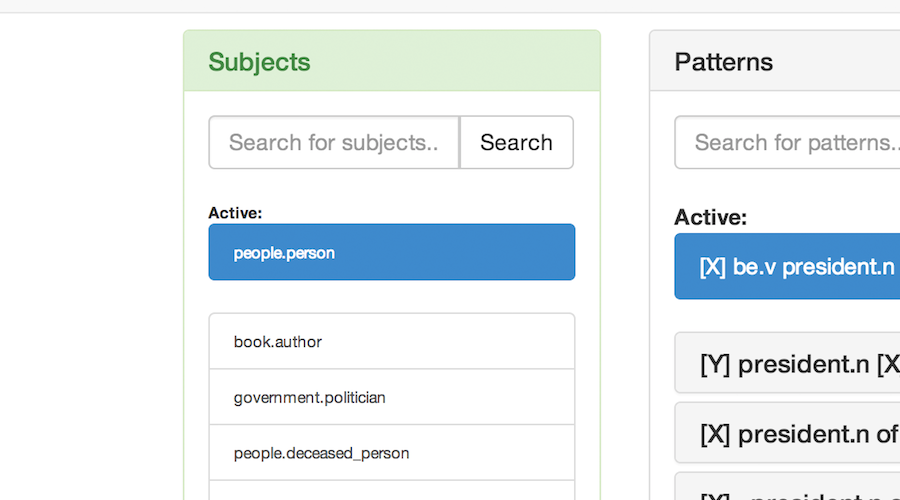 Subjects
Search for subjects..
Search
Active:
people.person
book.author
government.politician
people.deceased_person
Patterns
Search for patterns..
Active:
[X] be.v president.n
[Y] president.n [X
[X] president.n of